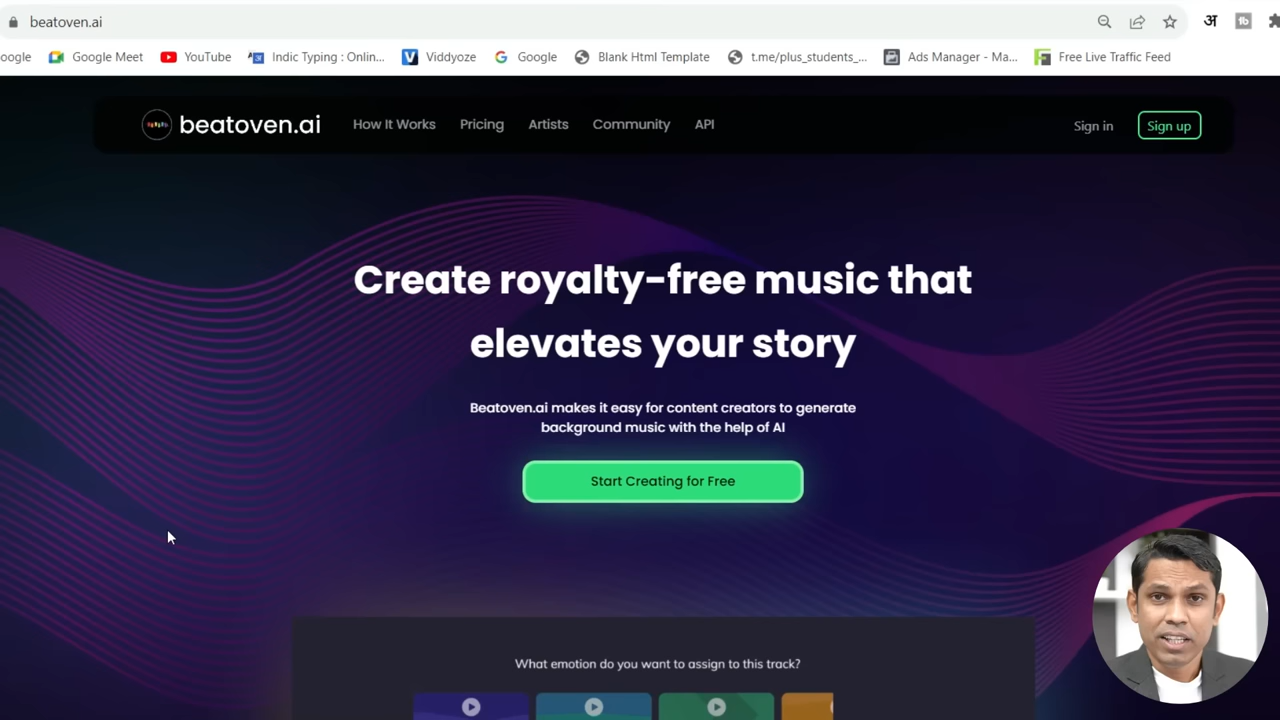 beatoven.ai
अ
oogle
Google Meet
YouTube
Indic Typing : Onlin...
Viddyoze
Google
Blank Html Template
t.me/plus_students_...
Ads Manager - Ma...
Free Live Traffic Feed
beatoven.ai
How It Works
Pricing
Artists
Community
API
Sign in
Sign up
Create royalty-free music that
elevates your story
Beatoven.ai makes it easy for content creators to generate
background music with the help of AI
Start Creating for Free
What emotion do you want to assign to this track?